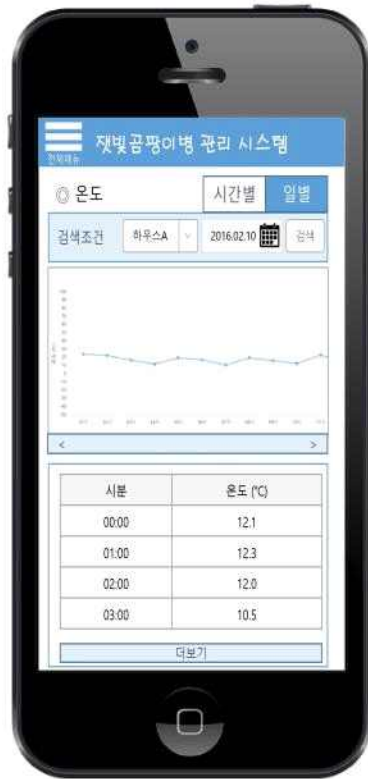 잿빛곰팡이병 관리 시스템
전체메뉴
◎ 온도 시간별 일별
검색조건 하우스A 2016.02.10 검색
< >
시분 온도 (℃)
00:00 12.1
01:00 12.3
02:00 12.0
03:00 10.5
더보기